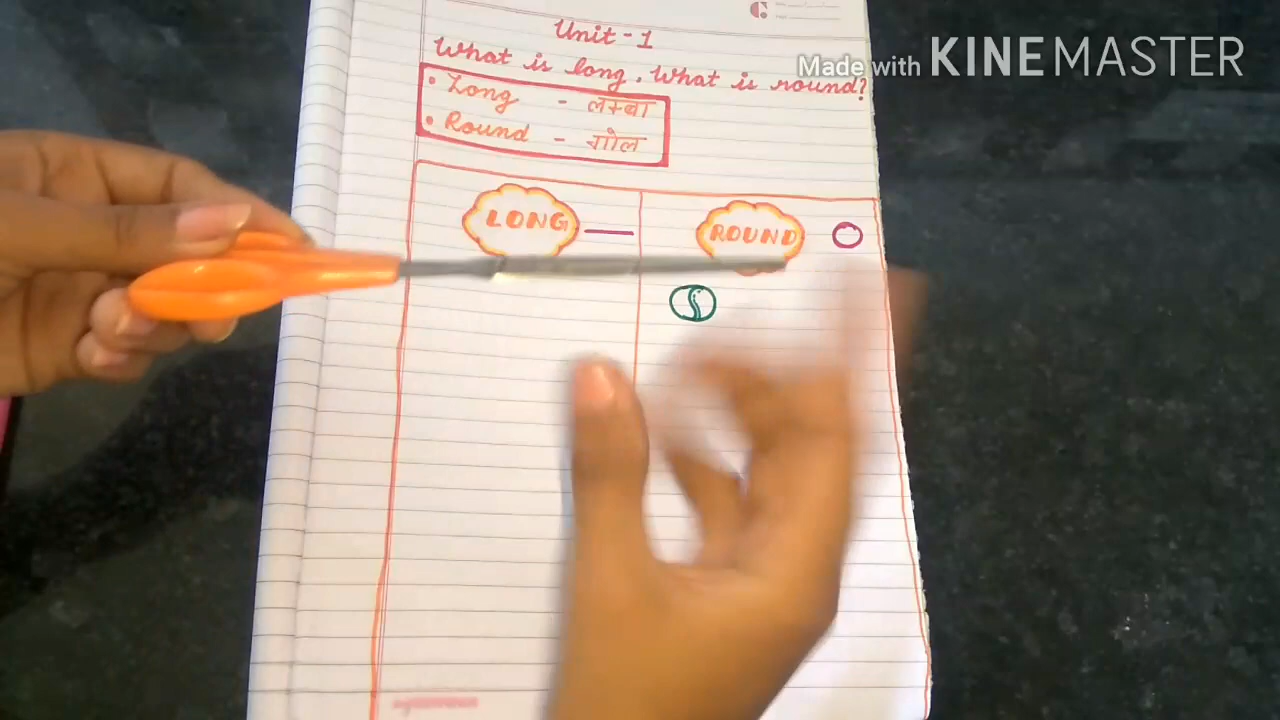 Unit - 1
What is long. What is round?
• Long - लम्बा
• Round - गोल
LONG
ROUND
Made with KINEMASTER